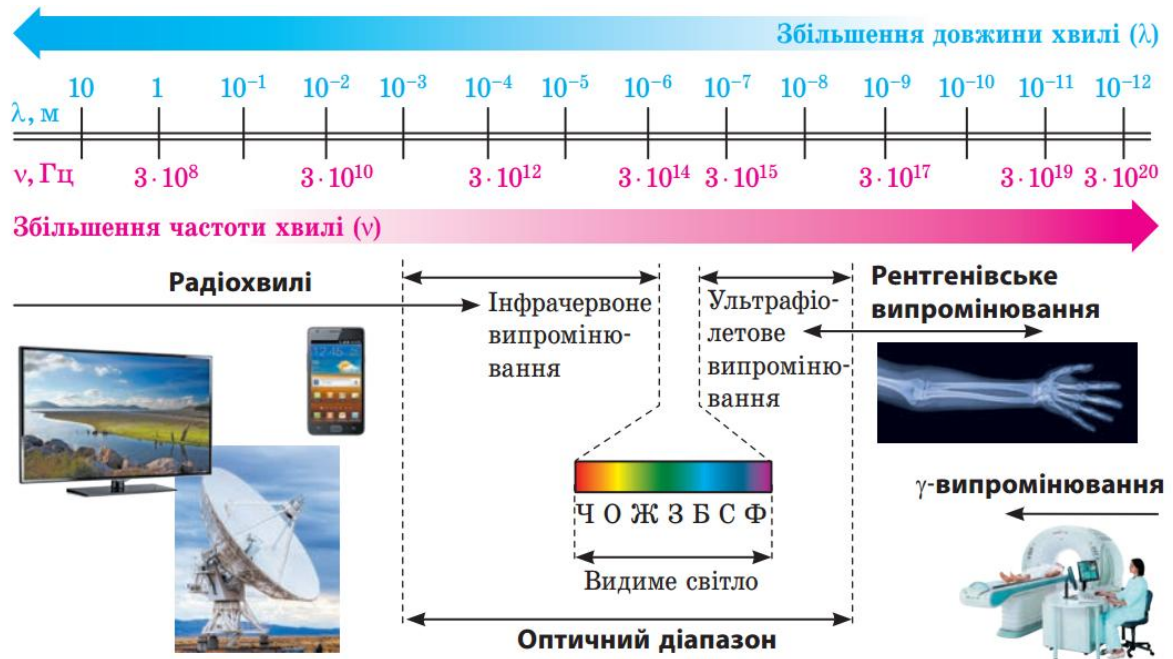 Збільшення довжини хвилі (λ)
10 1 10⁻¹ 10⁻² 10⁻³ 10⁻⁴ 10⁻⁵ 10⁻⁶ 10⁻⁷ 10⁻⁸ 10⁻⁹ 10⁻¹⁰ 10⁻¹¹ 10⁻¹²
λ, м
ν, Гц 3·10⁸ 3·10¹⁰ 3·10¹² 3·10¹⁴ 3·10¹⁵ 3·10¹⁷ 3·10¹⁹ 3·10²⁰
Збільшення частоти хвилі (ν)
Радіохвилі
Інфрачервоне
випроміню-
вання
Ультрафіо-
летове
випроміню-
вання
Рентгенівське
випромінювання
Ч О Ж З Б С Ф
Видиме світло
γ-випромінювання
Оптичний діапазон